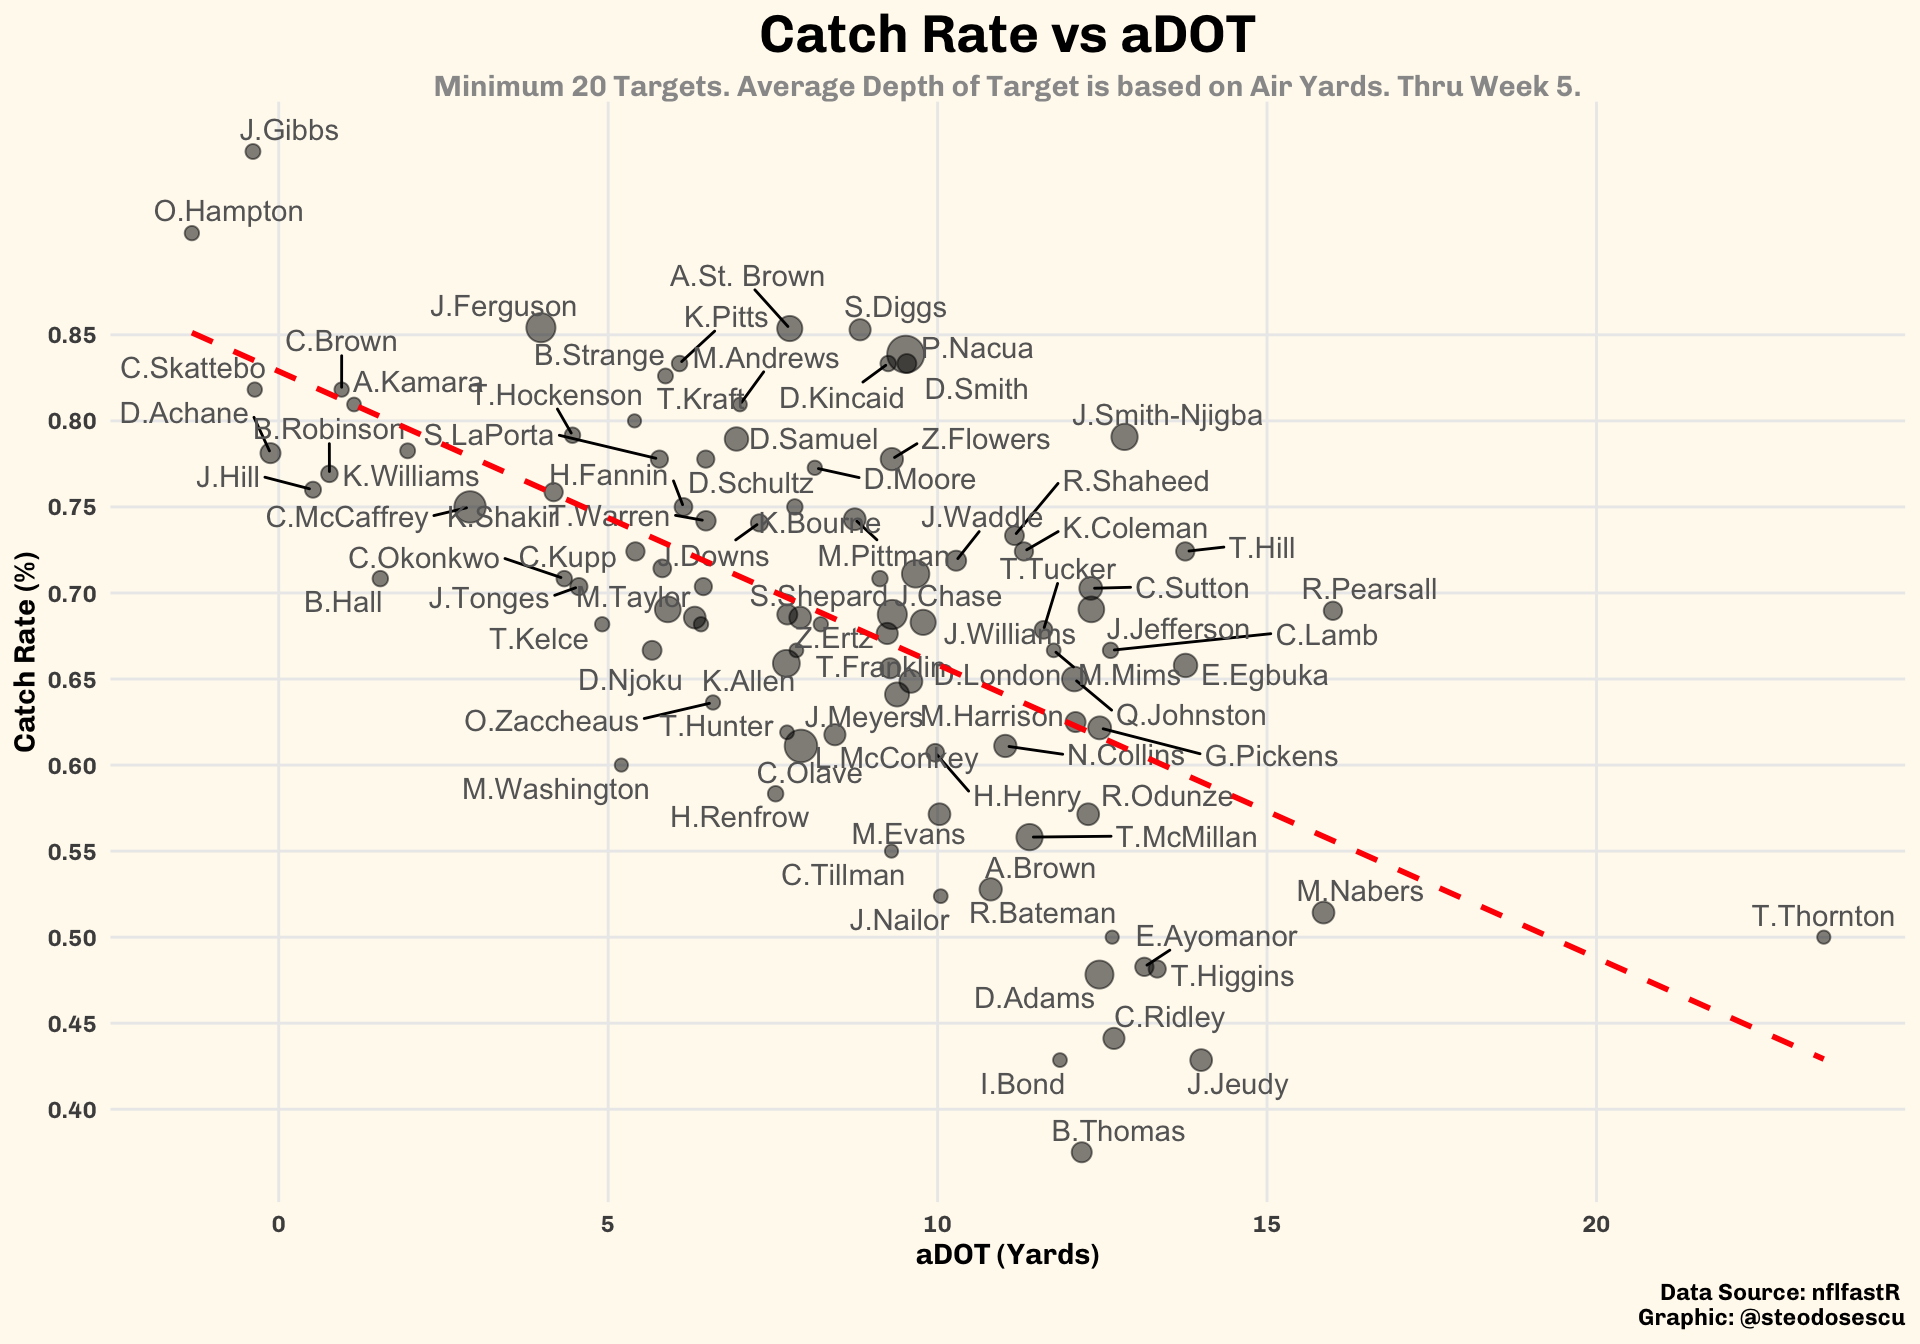 Catch Rate vs aDOT
Minimum 20 Targets. Average Depth of Target is based on Air Yards. Thru Week 5.
J.Gibbs
O.Hampton
A.St. Brown
J.Ferguson
S.Diggs
K.Pitts
C.Brown
P.Nacua
B.Strange
M.Andrews
C.Skattebo
A.Kamara
D.Smith
T.Hockenson
T.Kraft
D.Kincaid
D.Achane
J.Smith-Njigba
B.Robinson
S.LaPorta
D.Samuel
Z.Flowers
J.Hill
K.Williams
H.Fannin
D.Schultz
D.Moore
R.Shaheed
C.McCaffrey
K.Shakir
T.Warren
K.Bourne
J.Waddle
K.Coleman
C.Okonkwo
C.Kupp
J.Downs
M.Pittman
T.Hill
T.Tucker
B.Hall
J.Tonges
M.Taylor
S.Shepard
J.Chase
C.Sutton
R.Pearsall
T.Kelce
Z.Ertz
J.Williams
J.Jefferson
C.Lamb
D.Njoku
K.Allen
T.Franklin
D.London
M.Mims
E.Egbuka
O.Zaccheaus
T.Hunter
J.Meyers
M.Harrison
Q.Johnston
L.McConkey
N.Collins
G.Pickens
M.Washington
C.Olave
H.Henry
R.Odunze
H.Renfrow
M.Evans
T.McMillan
C.Tillman
A.Brown
M.Nabers
J.Nailor
R.Bateman
T.Thornton
E.Ayomanor
T.Higgins
D.Adams
C.Ridley
I.Bond
J.Jeudy
B.Thomas
0.85
0.80
0.75
0.70
0.65
0.60
0.55
0.50
0.45
0.40
Catch Rate (%)
0
5
10
15
20
aDOT (Yards)
Data Source: nflfastR
Graphic: @steodosescu